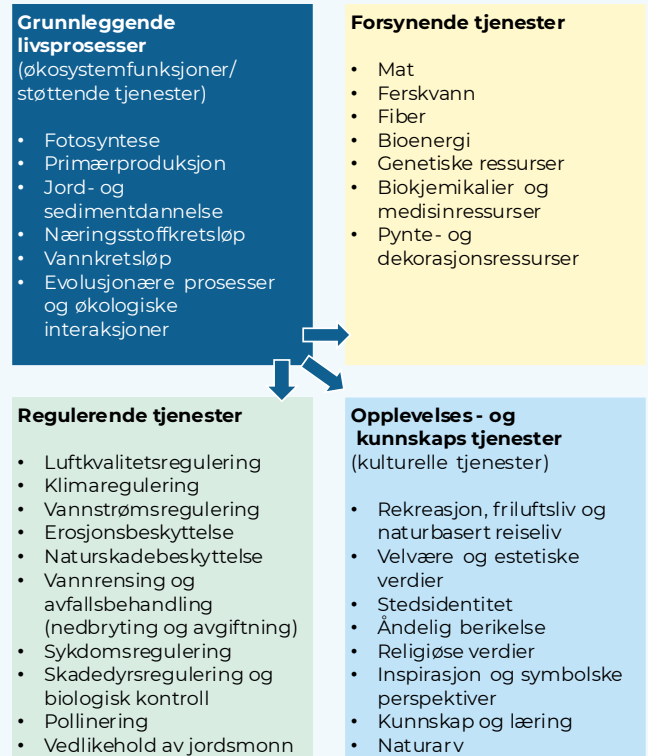 Grunnleggende
livsprosesser
(økosystemfunksjoner/
støttende tjenester)
• Fotosyntese
• Primærproduksjon
• Jord- og
sedimentdannelse
• Næringsstoffkretsløp
• Vannkretsløp
• Evolusjonære prosesser
og økologiske
interaksjoner
Forsynende tjenester
• Mat
• Ferskvann
• Fiber
• Bioenergi
• Genetiske ressurser
• Biokjemikalier og
medisinressurser
• Pynte- og
dekorasjonsressurser
Regulerende tjenester
• Luftkvalitetsregulering
• Klimaregulering
• Vannstrømsregulering
• Erosjonsbeskyttelse
• Naturskadebeskyttelse
• Vannrensing og
avfallsbehandling
(nedbryting og avgiftning)
• Sykdomsregulering
• Skadedyrsregulering og
biologisk kontroll
• Pollinering
• Vedlikehold av jordsmonn
Opplevelses - og
kunnskaps tjenester
(kulturelle tjenester)
• Rekreasjon, friluftsliv og
naturbasert reiseliv
• Velvære og estetiske
verdier
• Stedsidentitet
• Åndelig berikelse
• Religiøse verdier
• Inspirasjon og symbolske
perspektiver
• Kunnskap og læring
• Naturarv